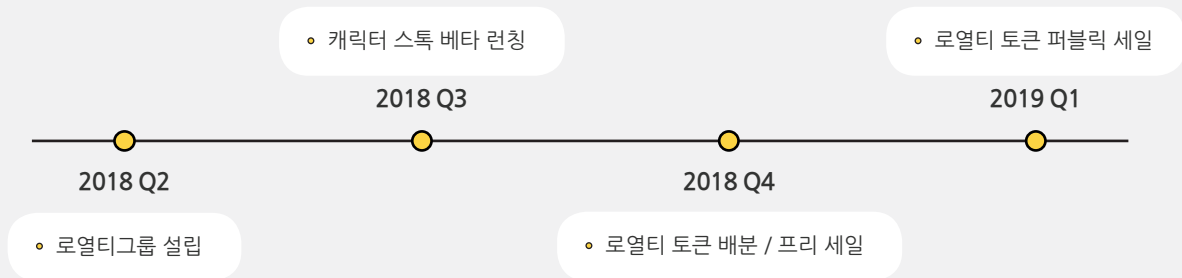 캐릭터 스톡 베타 런칭
로열티 토큰 퍼블릭 세일
2018 Q3
2019 Q1
2018 Q2
2018 Q4
로열티그룹 설립
로열티 토큰 배분 / 프리 세일